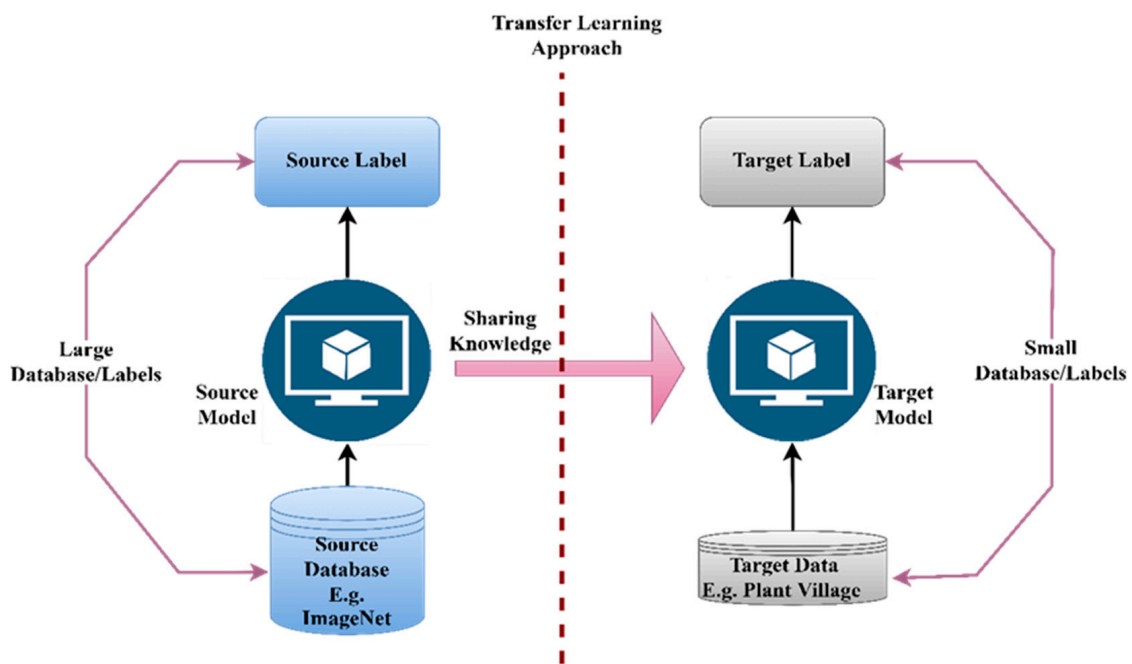 Transfer Learning
Approach
Source Label
Target Label
Large
Database/Labels
Source
Model
Sharing
Knowledge
Target
Model
Small
Database/Labels
Source
Database
E.g.
ImageNet
Target Data
E.g. Plant Village